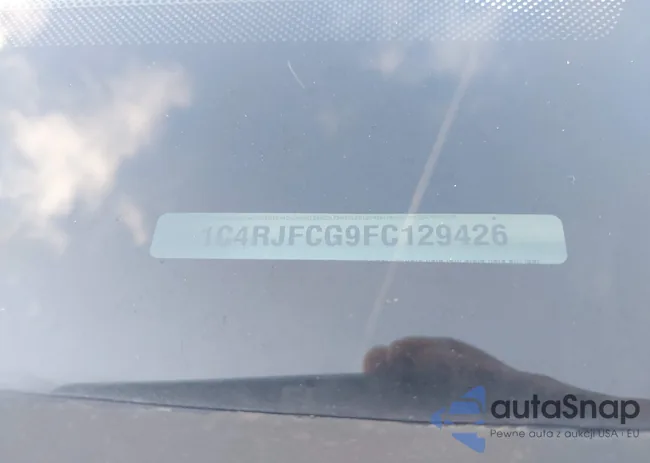 1C4RJFCG9FC129426
autaSnap
Pewne auta z aukcji USA i EU